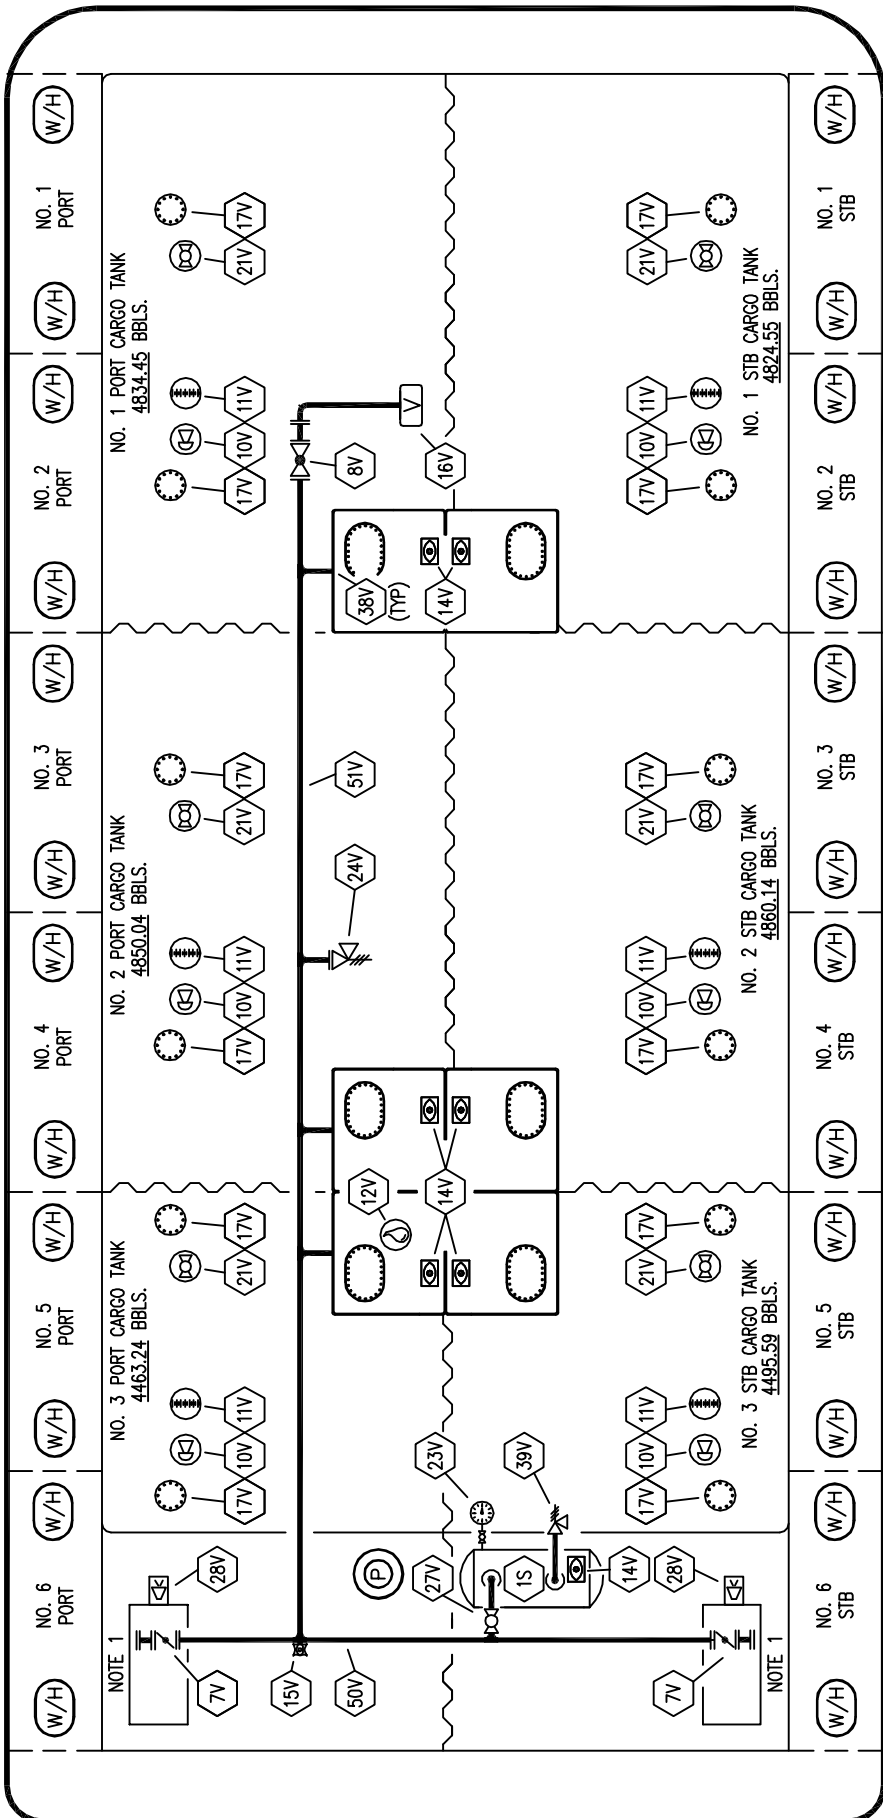 W/H
NO. 6
PORT
W/H
W/H
NO. 5
PORT
W/H
W/H
NO. 4
PORT
W/H
W/H
NO. 3
PORT
W/H
W/H
NO. 2
PORT
W/H
W/H
NO. 1
PORT
W/H
NOTE 1
NO. 3 PORT CARGO TANK
4463.24 BBLS.
NO. 2 PORT CARGO TANK
4850.04 BBLS.
NO. 1 PORT CARGO TANK
4834.45 BBLS.
7V
28V
17V
10V
11V
21V
17V
17V
10V
11V
21V
17V
17V
10V
11V
21V
17V
15V
50V
P
12V
24V
51V
38V
(TYP)
8V
V
27V
23V
14V
14V
16V
1S
39V
14V
7V
28V
17V
10V
11V
21V
17V
17V
10V
11V
21V
17V
17V
10V
11V
21V
17V
NOTE 1
NO. 3 STB CARGO TANK
4495.59 BBLS.
NO. 2 STB CARGO TANK
4860.14 BBLS.
NO. 1 STB CARGO TANK
4824.55 BBLS.
W/H
NO. 6
STB
W/H
W/H
NO. 5
STB
W/H
W/H
NO. 4
STB
W/H
W/H
NO. 3
STB
W/H
W/H
NO. 2
STB
W/H
W/H
NO. 1
STB
W/H